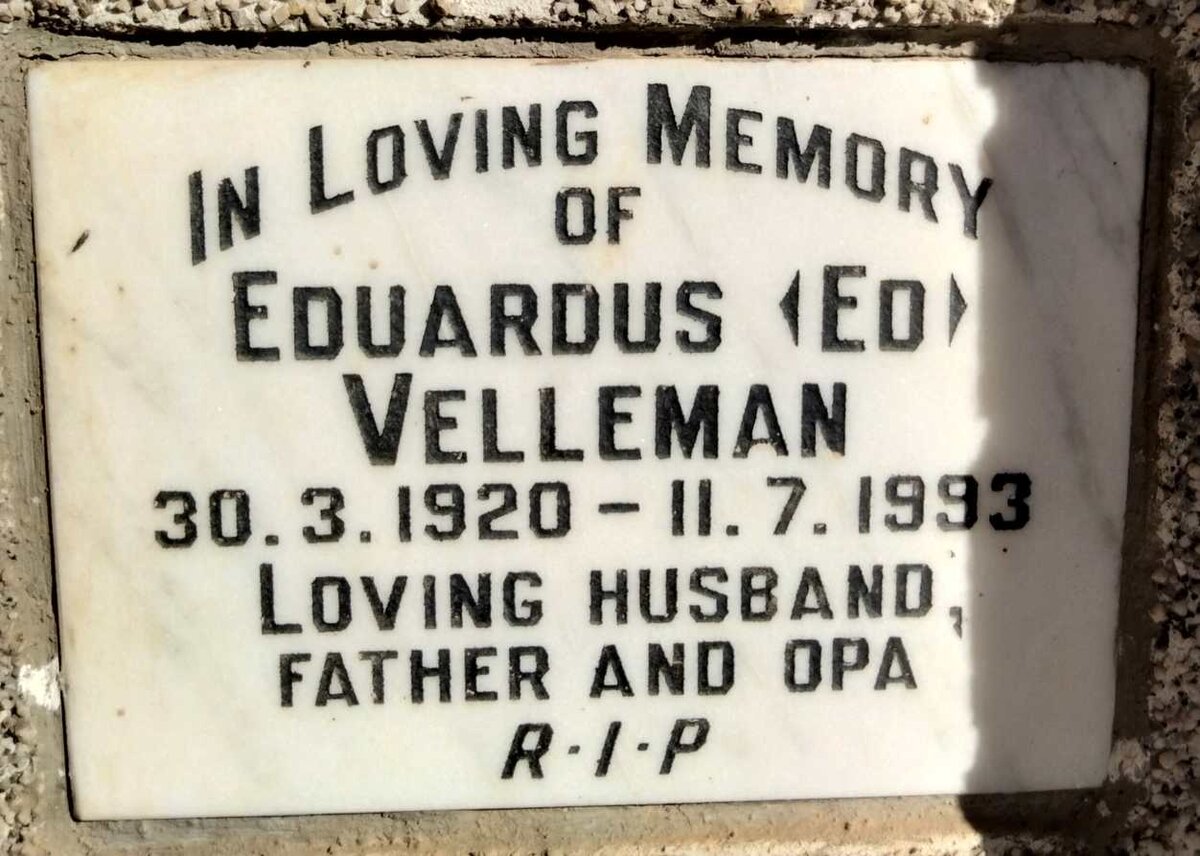 IN LOVING MEMORY
OF
EDUARDUS (ED)
VELLEMAN
30.3.1920 - 11.7.1993
LOVING HUSBAND,
FATHER AND OPA
R·I·P